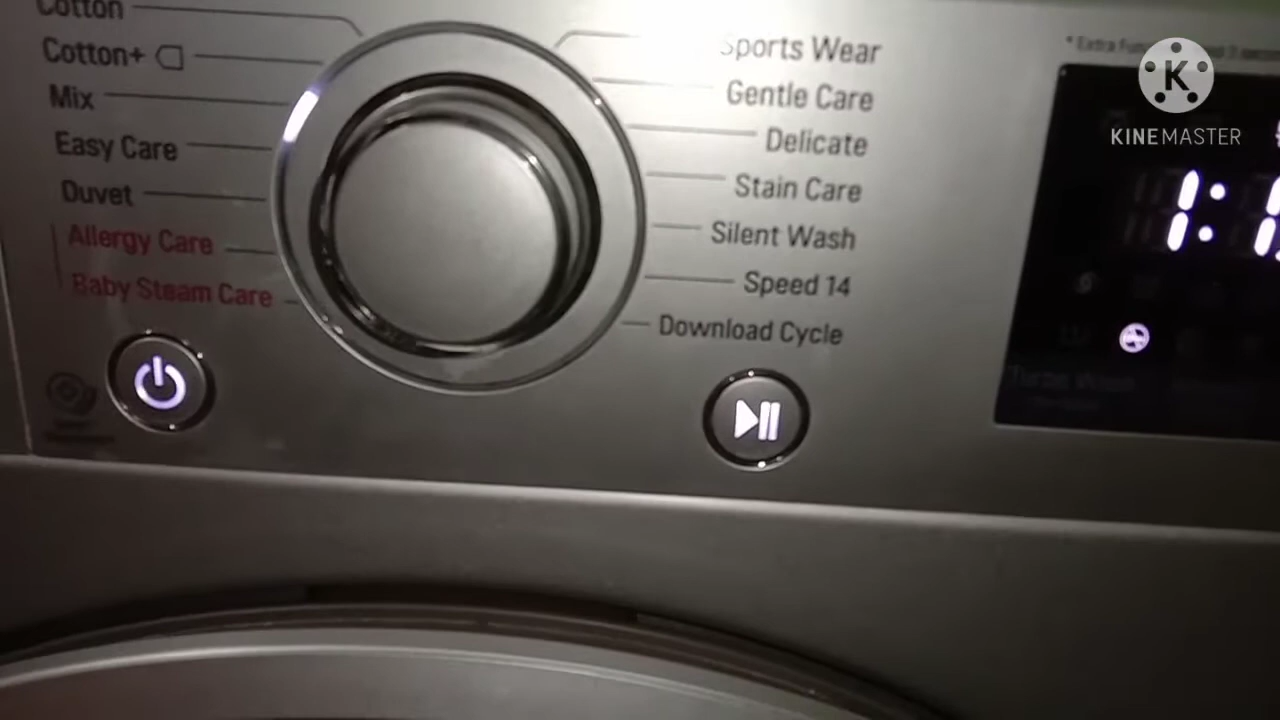 Cotton
Cotton+
Mix
Easy Care
Duvet
Allergy Care
Baby Steam Care
Sports Wear
Gentle Care
Delicate
Stain Care
Silent Wash
Speed 14
Download Cycle
* Extra
K
KINEMASTER
1: